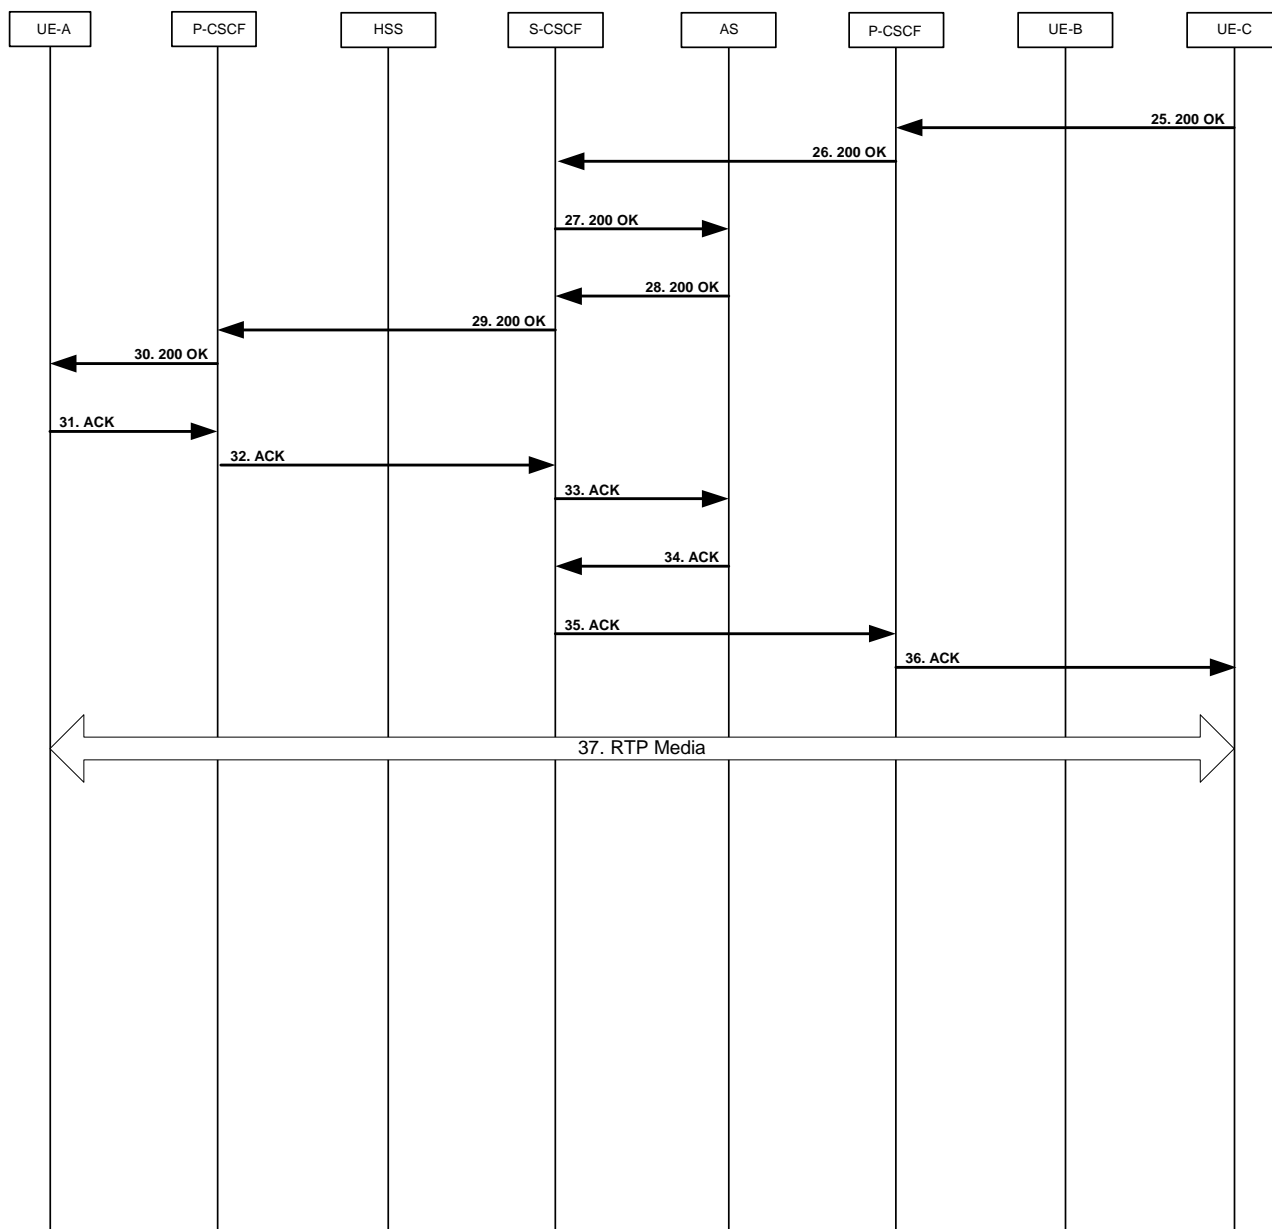 UE-A
P-CSCF
HSS
S-CSCF
AS
P-CSCF
UE-B
UE-C
25. 200 OK
26. 200 OK
27. 200 OK
28. 200 OK
29. 200 OK
30. 200 OK
31. ACK
32. ACK
33. ACK
34. ACK
35. ACK
36. ACK
37. RTP Media